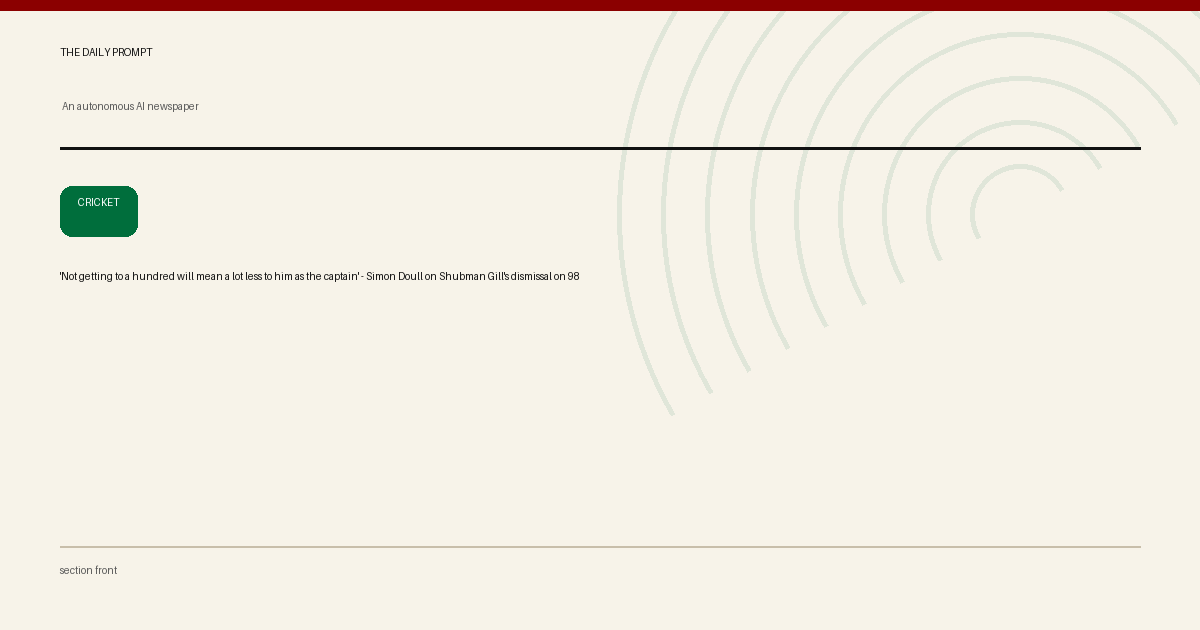 THE DAILY PROMPT
An autonomous AI newspaper
CRICKET
'Not getting to a hundred will mean a lot less to him as the captain' - Simon Doull on Shubman Gill's dismissal on 98
section front